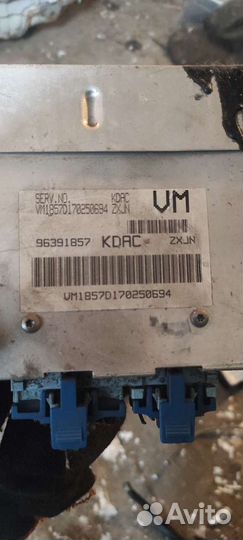 SERV.NO. KDAC VM
VM1857D170250694 ZXJN
96391857 KDAC ZXJN
VM1857D170250694
Avito